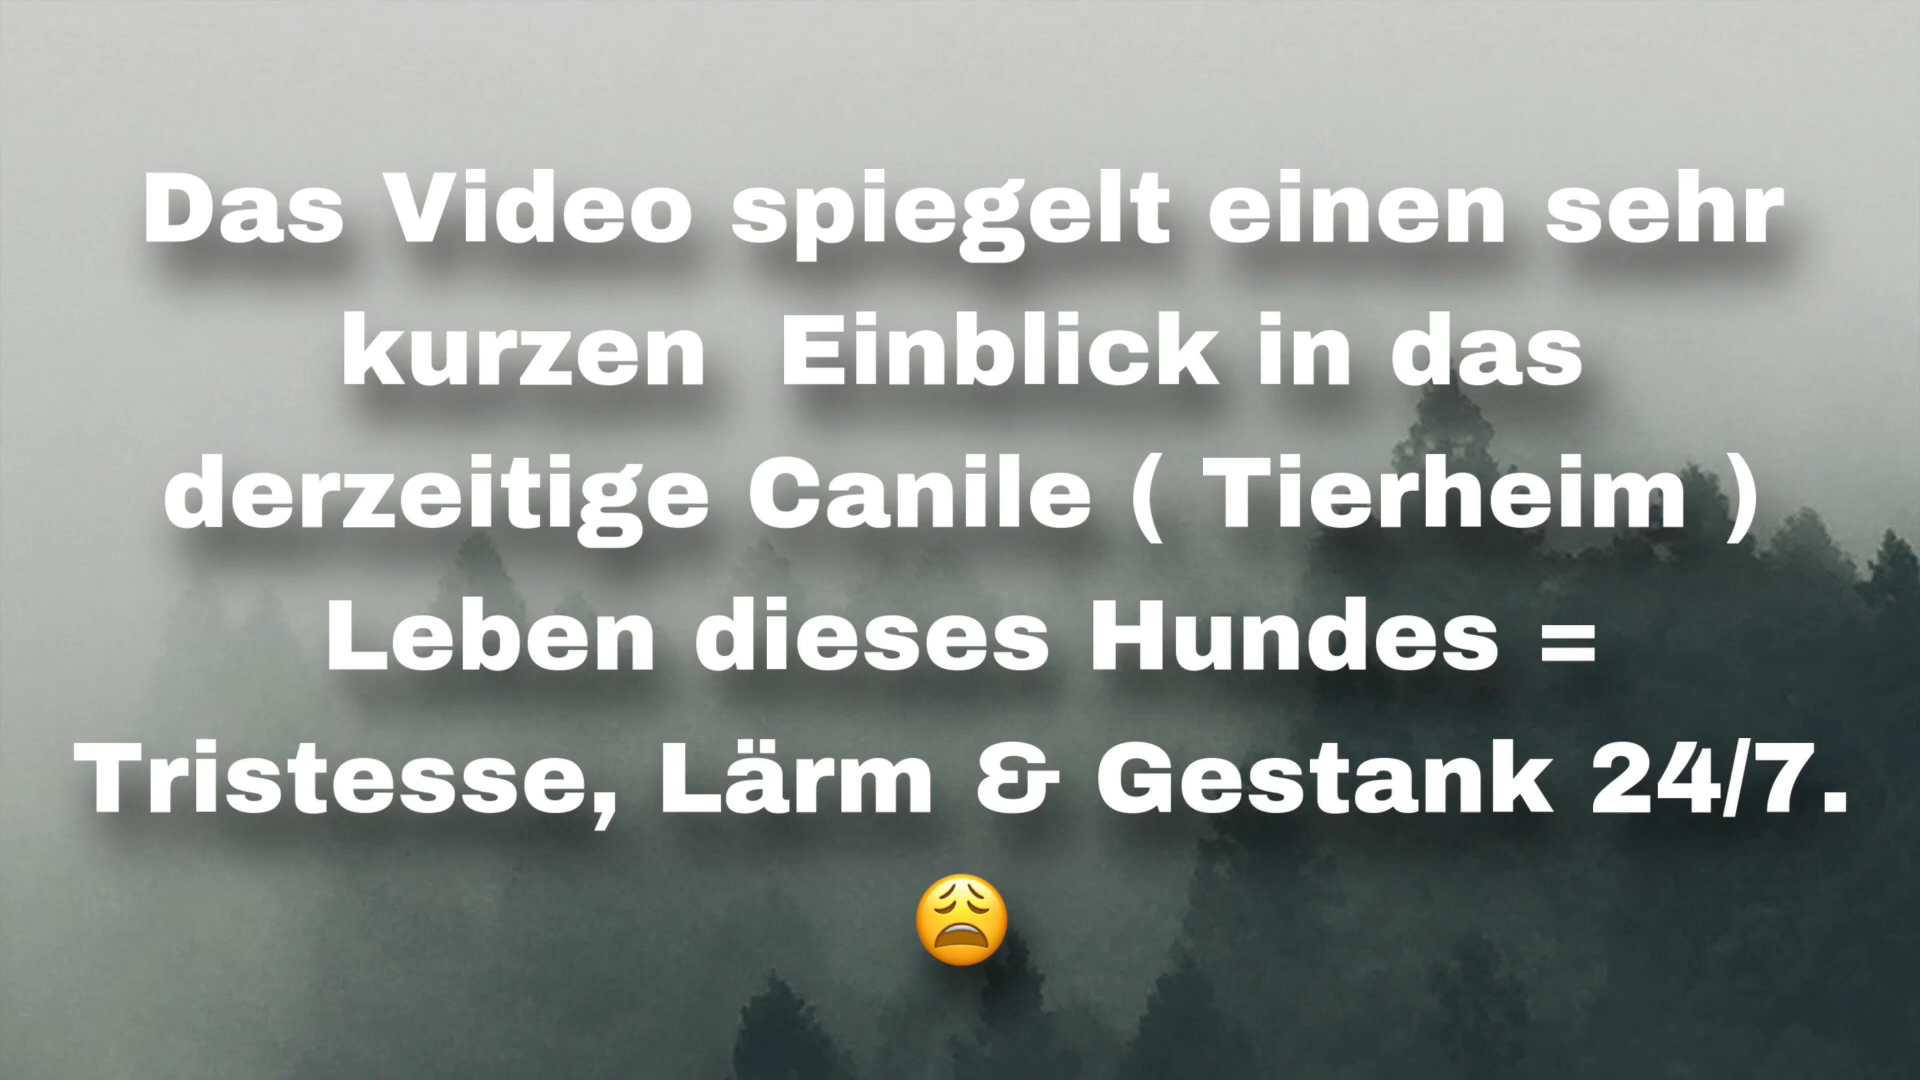 Das Video spiegelt einen sehr
kurzen  Einblick in das
derzeitige Canile ( Tierheim )
Leben dieses Hundes =
Tristesse, Lärm & Gestank 24/7.
😩